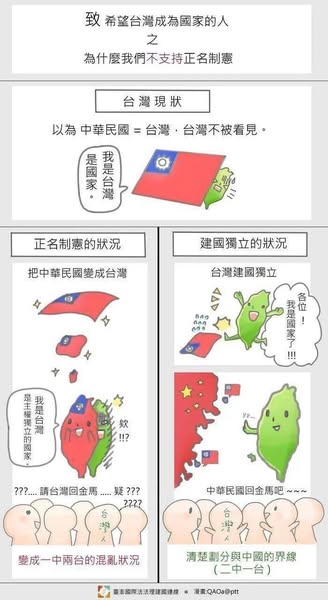 致 希望台灣成為國家的人
之
為什麼我們不支持正名制憲
台灣現狀
以為 中華民國 = 台灣，台灣不被看見。
我是台灣
是國家。
正名制憲的狀況
把中華民國變成台灣
我是台灣
是主權獨立的國家。
欸
!!?
???.... 請台灣回金馬 ..... 疑 ???
????
台灣人
變成一中兩台的混亂狀況
建國獨立的狀況
台灣建國獨立
各位！
我是國家了!!!
中華民國回金馬吧 ~~~
台灣人
清楚劃分與中國的界線
(二中一台)
臺澎國際法法理建國連線
漫畫:QAOa@ptt